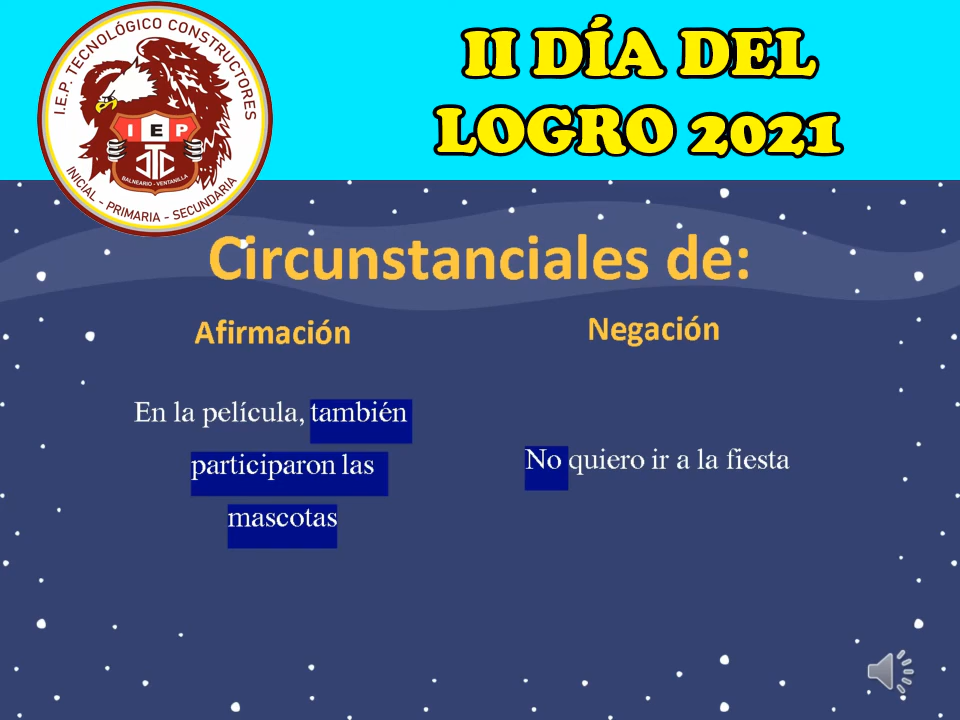 I.E.P. TECNOLÓGICO CONSTRUCTORES
I E P
BALNEARIO - VENTANILLA
INICIAL - PRIMARIA - SECUNDARIA
II DÍA DEL
LOGRO 2021
Circunstanciales de:
Afirmación
Negación
En la película, también
participaron las
mascotas
No quiero ir a la fiesta